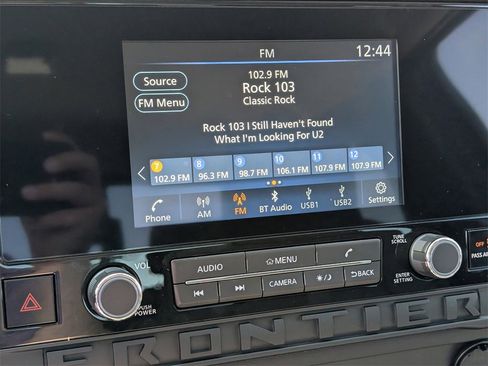 FM
12:44
Source
102.9 FM
Rock 103
FM Menu
Classic Rock
Rock 103 I Still Haven't Found
What I'm Looking For U2
7 8 9 10 11 12
102.9 FM 96.3 FM 98.7 FM 106.1 FM 107.9 FM 107.9 FM
Phone AM FM BT Audio USB1 USB2 Settings
VOL
AUDIO
MENU
TUNE
SCROLL
PUSH
POWER
CAMERA
BACK
ENTER
SETTING
PASS
FRONTIER